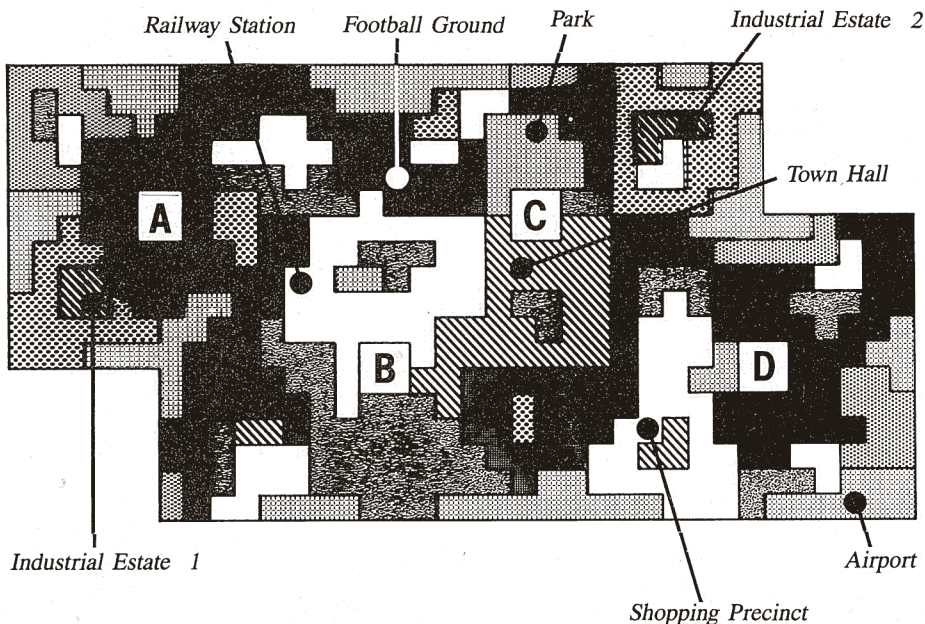 Railway Station
Football Ground
Park
Industrial Estate 2
Town Hall
A
C
B
D
Industrial Estate 1
Airport
Shopping Precinct